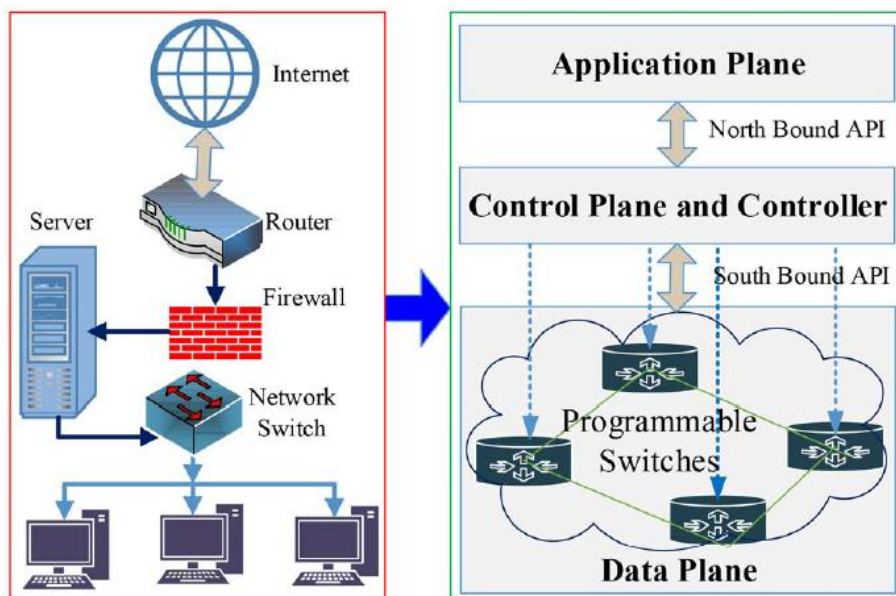 Internet
Router
Server
Firewall
Network
Switch
Application Plane
North Bound API
Control Plane and Controller
South Bound API
Programmable
Switches
Data Plane